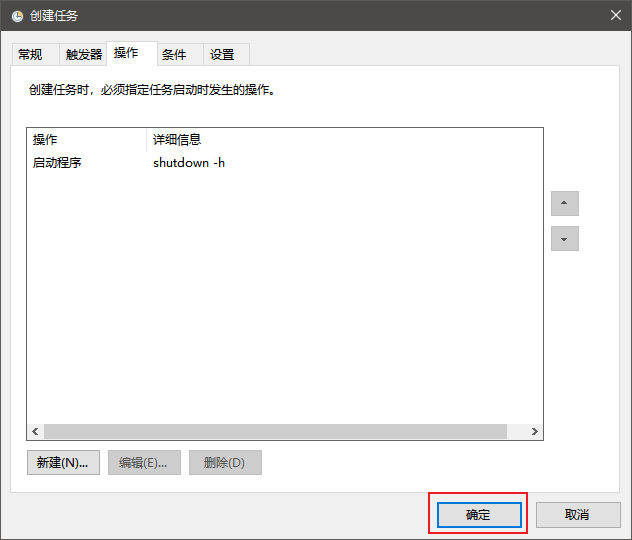 创建任务
常规 触发器 操作 条件 设置
创建任务时，必须指定任务启动时发生的操作。
操作 详细信息
启动程序 shutdown -h
新建(N)... 编辑(E)... 删除(D)
确定 取消